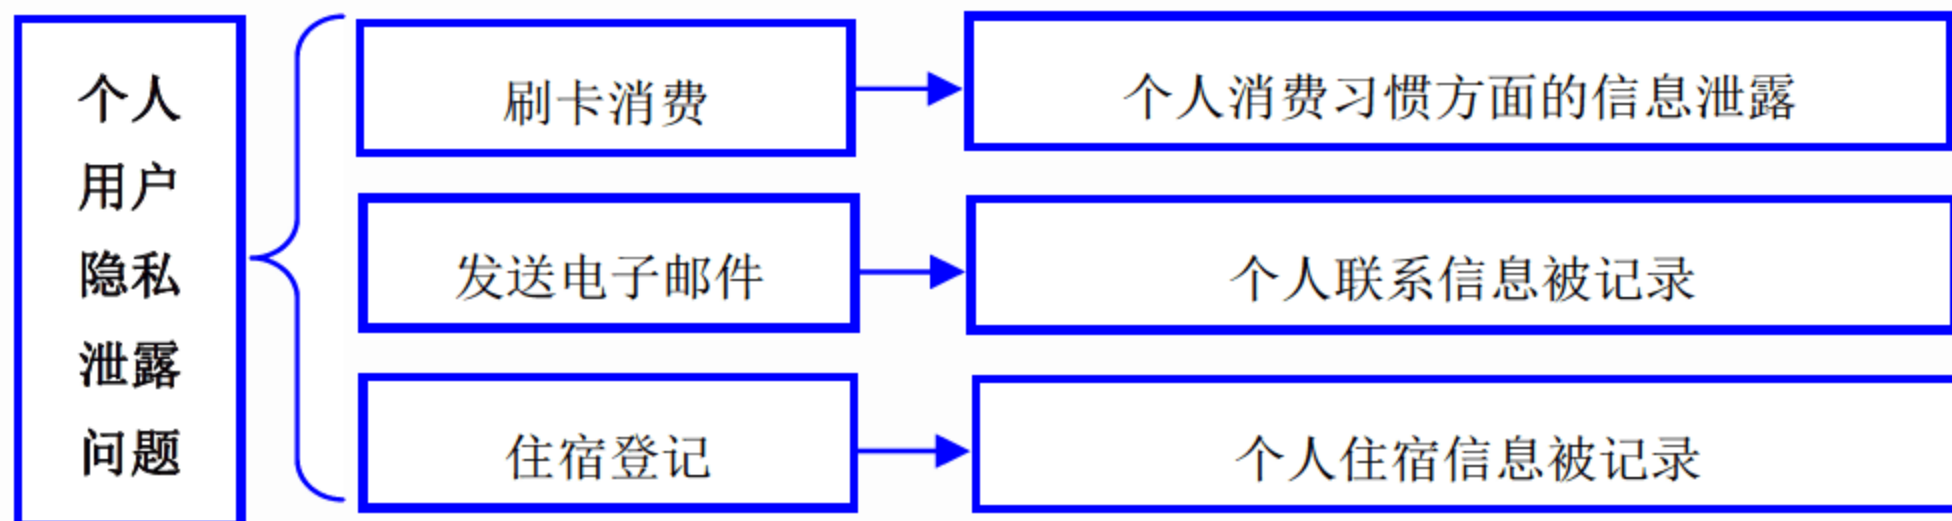 个人
用户
隐私
泄露
问题
刷卡消费
个人消费习惯方面的信息泄露
发送电子邮件
个人联系信息被记录
住宿登记
个人住宿信息被记录